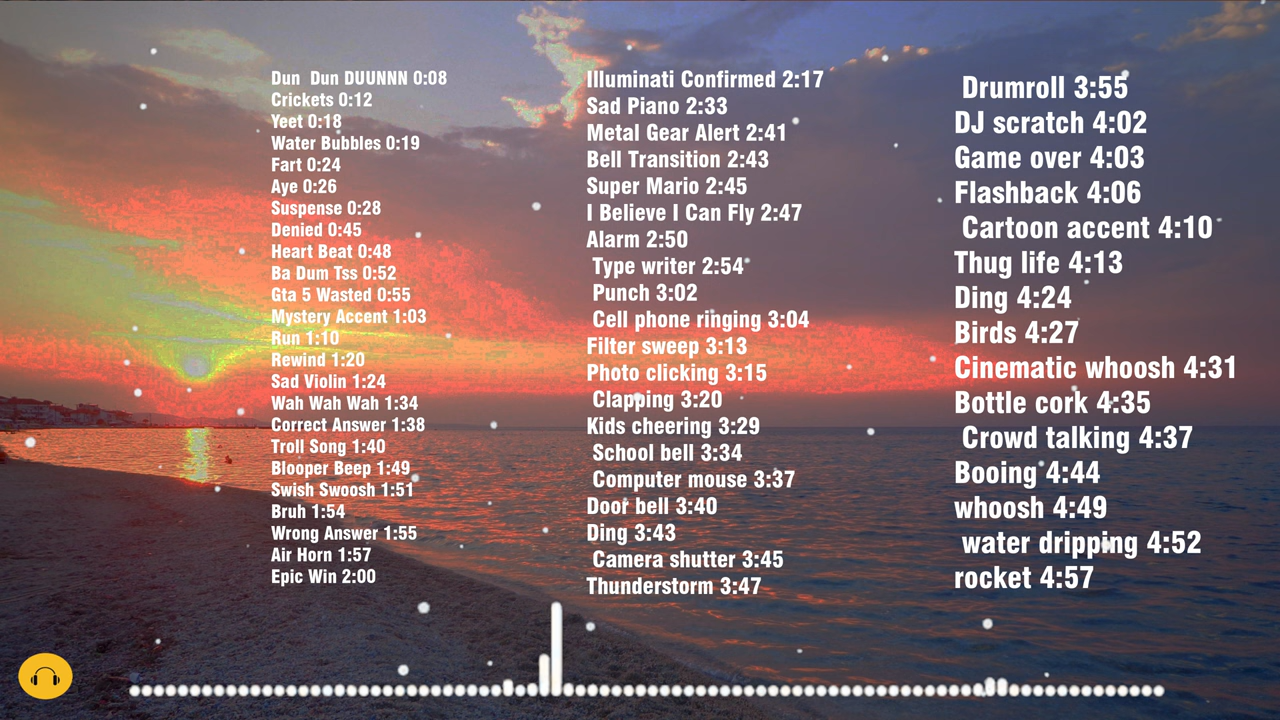 Dun Dun DUUNNN 0:08
Crickets 0:12
Yeet 0:18
Water Bubbles 0:19
Fart 0:24
Aye 0:26
Suspense 0:28
Denied 0:45
Heart Beat 0:48
Ba Dum Tss 0:52
Gta 5 Wasted 0:55
Mystery Accent 1:03
Run 1:10
Rewind 1:20
Sad Violin 1:24
Wah Wah Wah 1:34
Correct Answer 1:38
Troll Song 1:40
Blooper Beep 1:49
Swish Swoosh 1:51
Bruh 1:54
Wrong Answer 1:55
Air Horn 1:57
Epic Win 2:00
Illuminati Confirmed 2:17
Sad Piano 2:33
Metal Gear Alert 2:41
Bell Transition 2:43
Super Mario 2:45
I Believe I Can Fly 2:47
Alarm 2:50
Type writer 2:54
Punch 3:02
Cell phone ringing 3:04
Filter sweep 3:13
Photo clicking 3:15
Clapping 3:20
Kids cheering 3:29
School bell 3:34
Computer mouse 3:37
Door bell 3:40
Ding 3:43
Camera shutter 3:45
Thunderstorm 3:47
Drumroll 3:55
DJ scratch 4:02
Game over 4:03
Flashback 4:06
Cartoon accent 4:10
Thug life 4:13
Ding 4:24
Birds 4:27
Cinematic whoosh 4:31
Bottle cork 4:35
Crowd talking 4:37
Booing 4:44
whoosh 4:49
water dripping 4:52
rocket 4:57